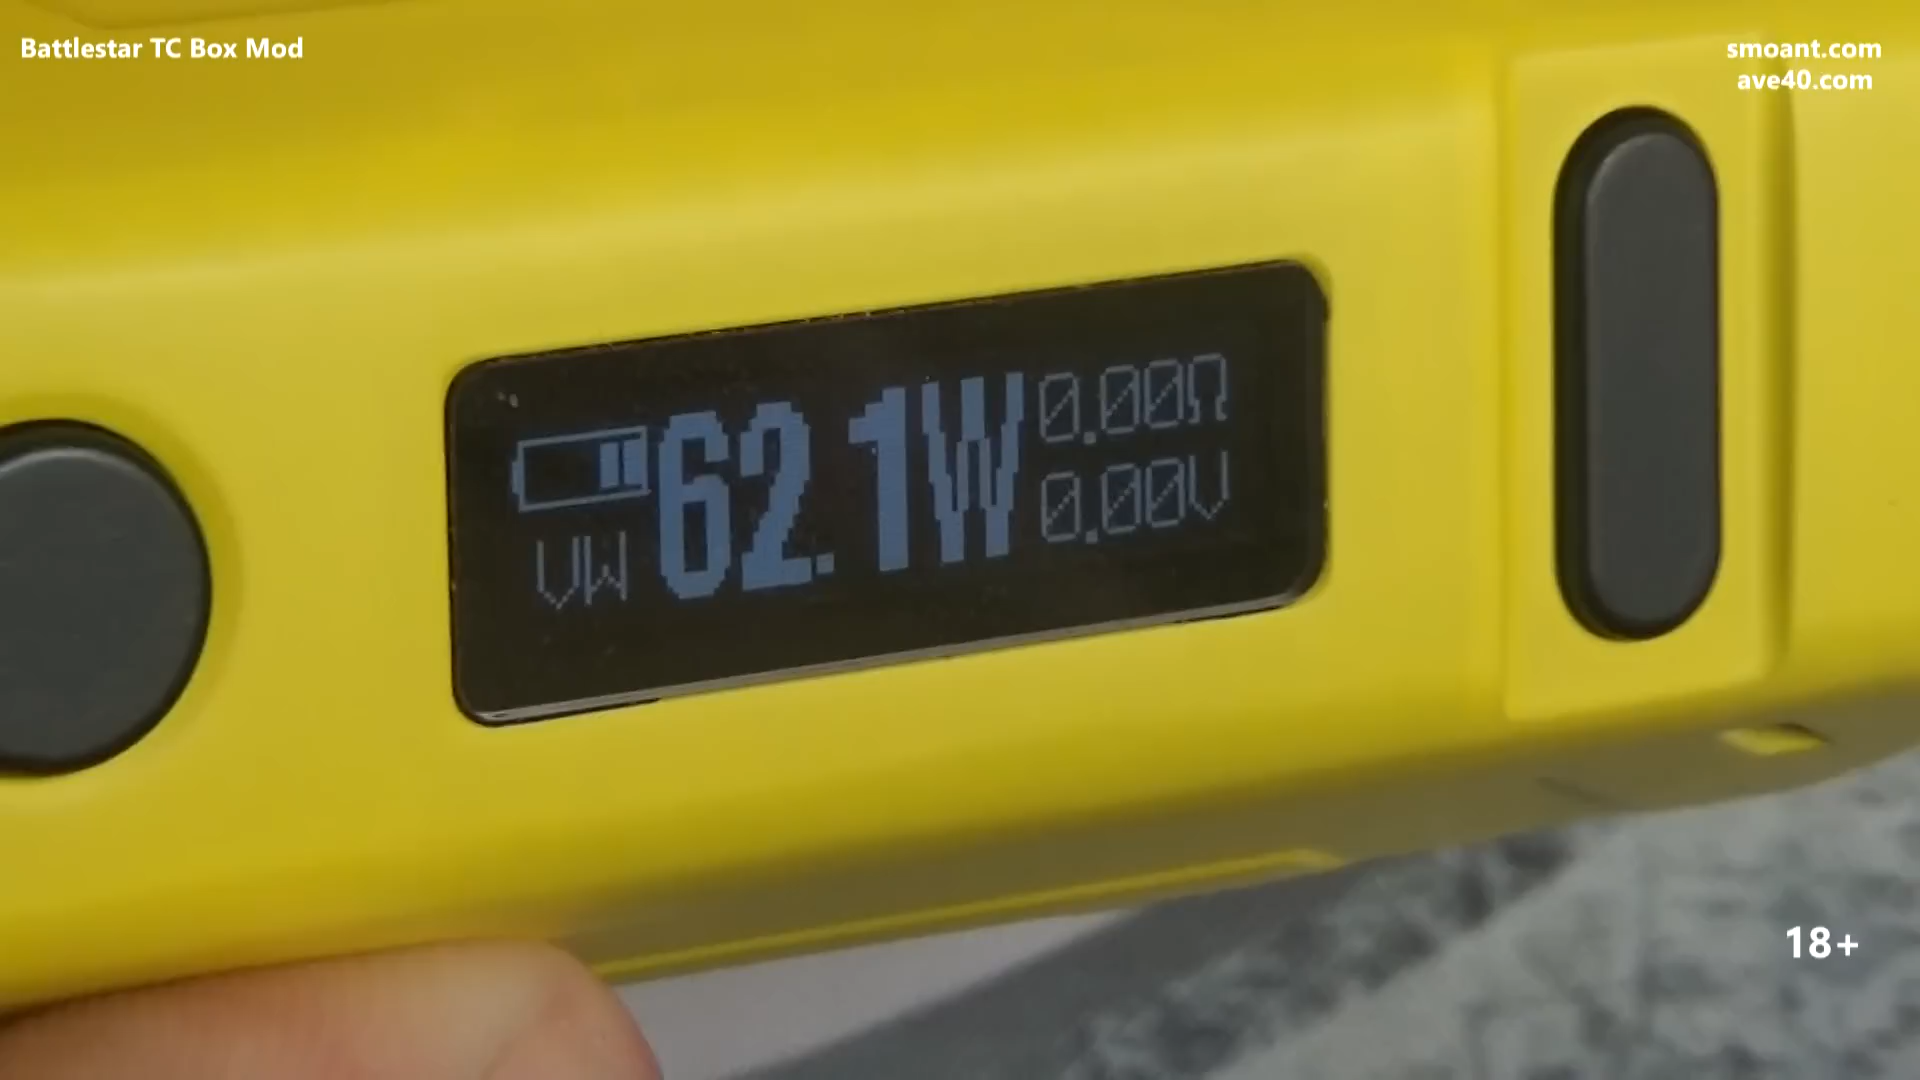 Battlestar TC Box Mod
smoant.com
ave40.com
62.1W
0.00Ω
0.00V
VW
18+